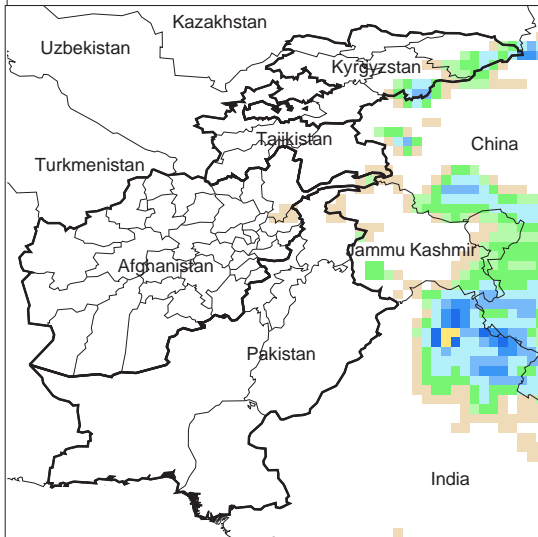 Kazakhstan
Uzbekistan
Kyrgyzstan
Tajikistan
China
Turkmenistan
Jammu Kashmir
Afghanistan
Pakistan
India